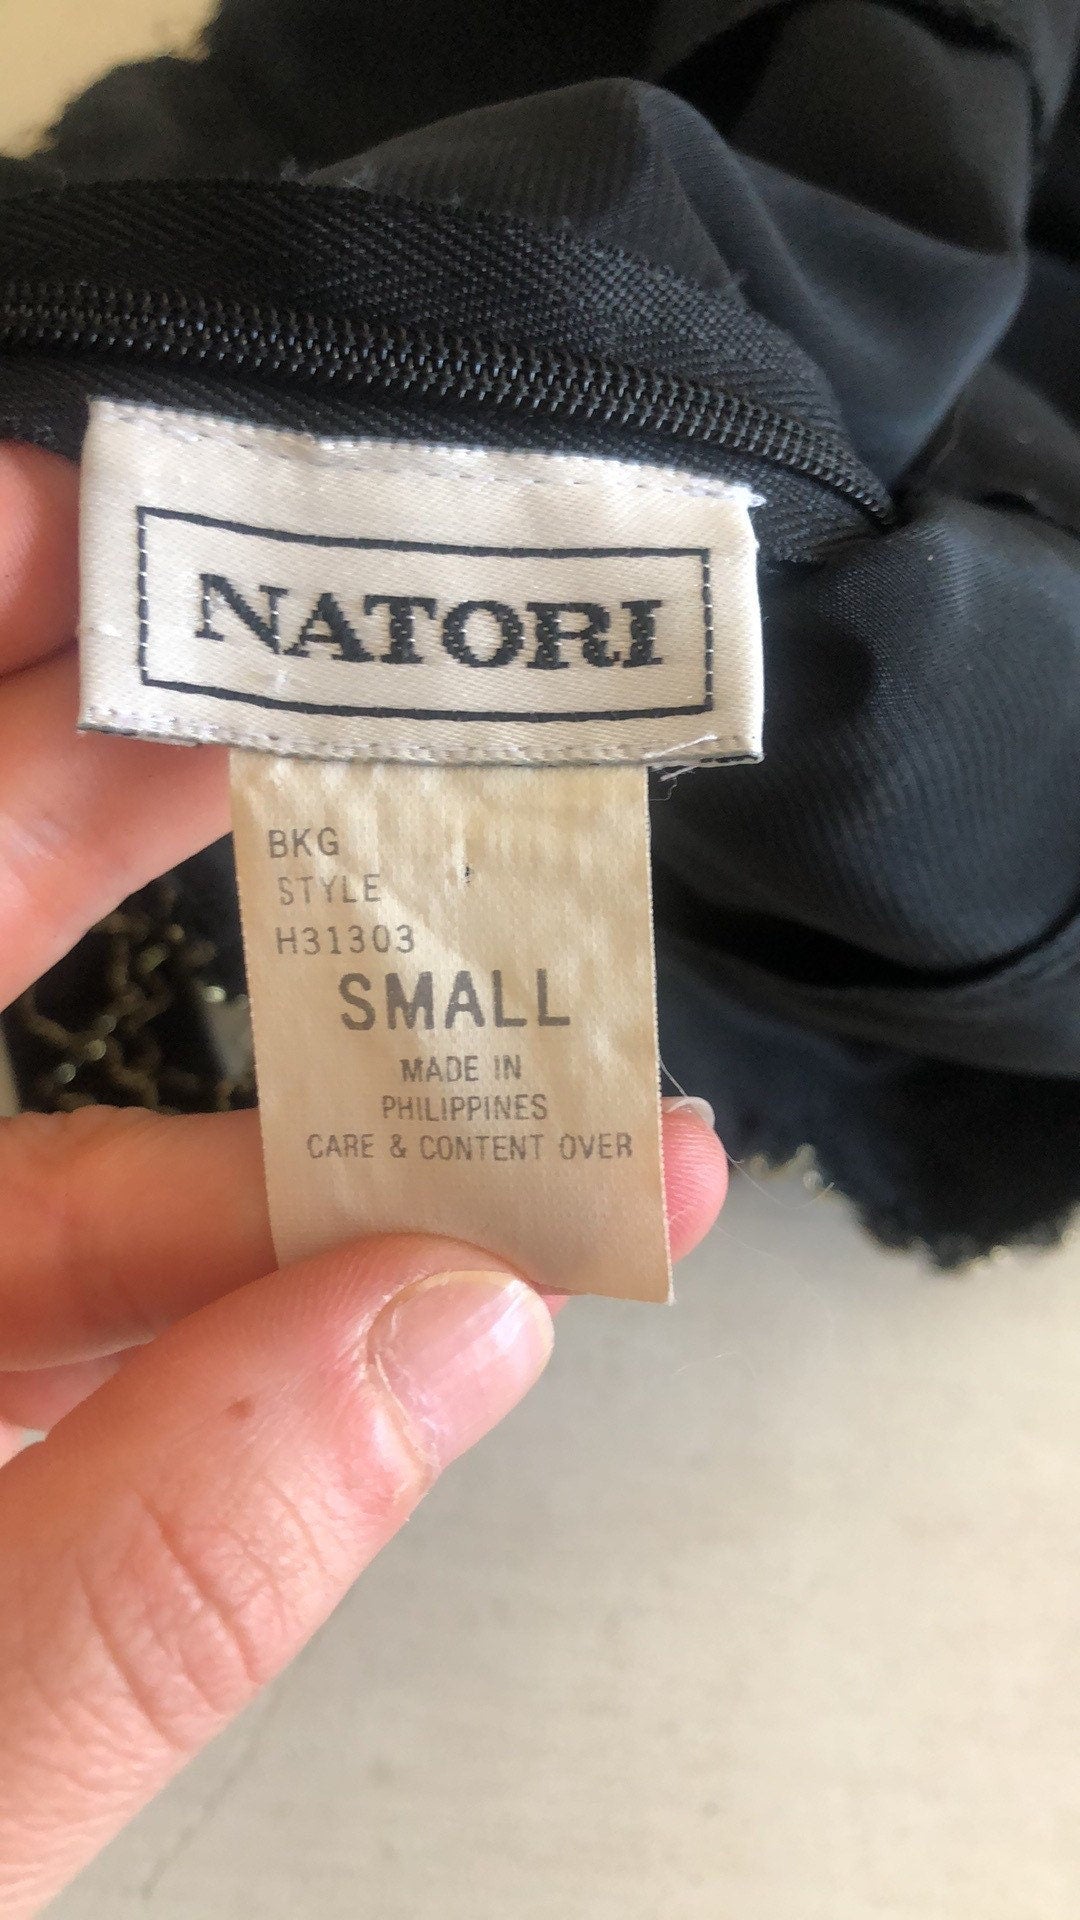 NATORI
BKG
STYLE
H31303
SMALL
MADE IN
PHILIPPINES
CARE & CONTENT OVER